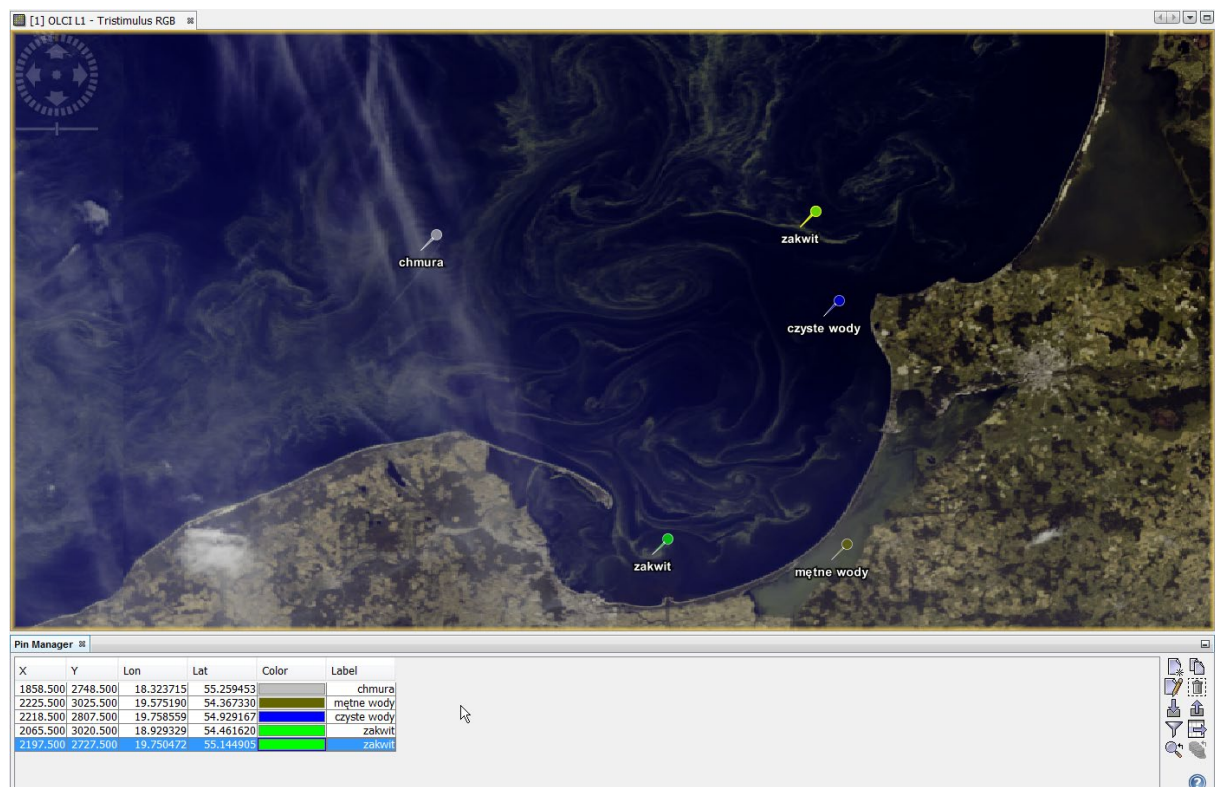 [1] OLCI L1 - Tristimulus RGB
zakwit
chmura
czyste wody
zakwit
mętne wody
Pin Manager
X Y Lon Lat Color Label
1858.500 2748.500 18.323715 55.259453 chmura
2225.500 3025.500 19.575190 54.367330 mętne wody
2218.500 2807.500 19.758559 54.929167 czyste wody
2065.500 3020.500 18.929329 54.461620 zakwit
2197.500 2727.500 19.750472 55.144905 zakwit